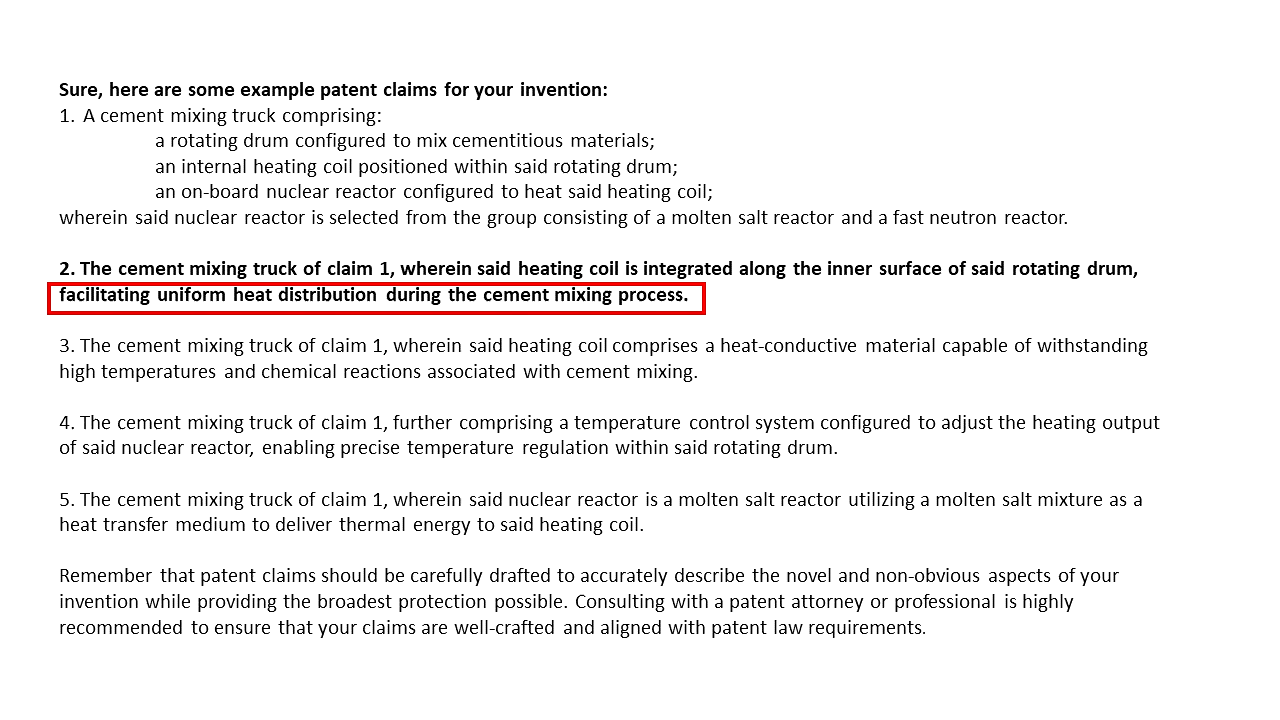 Sure, here are some example patent claims for your invention:
1. A cement mixing truck comprising:
a rotating drum configured to mix cementitious materials;
an internal heating coil positioned within said rotating drum;
an on-board nuclear reactor configured to heat said heating coil;
wherein said nuclear reactor is selected from the group consisting of a molten salt reactor and a fast neutron reactor.
2. The cement mixing truck of claim 1, wherein said heating coil is integrated along the inner surface of said rotating drum,
facilitating uniform heat distribution during the cement mixing process.
3. The cement mixing truck of claim 1, wherein said heating coil comprises a heat-conductive material capable of withstanding
high temperatures and chemical reactions associated with cement mixing.
4. The cement mixing truck of claim 1, further comprising a temperature control system configured to adjust the heating output
of said nuclear reactor, enabling precise temperature regulation within said rotating drum.
5. The cement mixing truck of claim 1, wherein said nuclear reactor is a molten salt reactor utilizing a molten salt mixture as a
heat transfer medium to deliver thermal energy to said heating coil.
Remember that patent claims should be carefully drafted to accurately describe the novel and non-obvious aspects of your
invention while providing the broadest protection possible. Consulting with a patent attorney or professional is highly
recommended to ensure that your claims are well-crafted and aligned with patent law requirements.